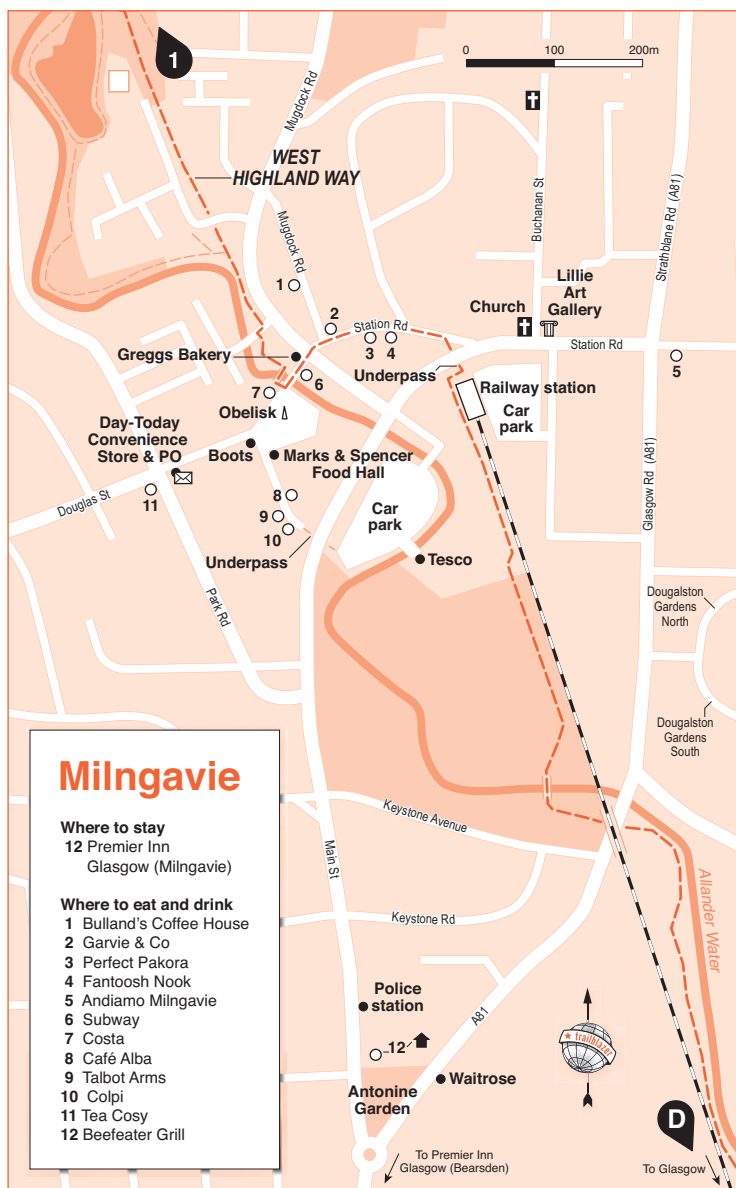 1
0
100
200m
Mugdock Rd
WEST
HIGHLAND WAY
Buchanan St
Strathblane Rd (A81)
Mugdock Rd
Lillie
Art
Gallery
1
2
Church
Station Rd
Station Rd
3
4
5
Greggs Bakery
Underpass
6
Railway station
Car
park
7
Obelisk
Day-Today
Convenience
Store & PO
Boots
Marks & Spencer
Food Hall
Glasgow Rd (A81)
Douglas St
11
8
9
10
Car
park
Underpass
Tesco
Park Rd
Dougalston
Gardens
North
Dougalston
Gardens
South
Keystone Avenue
Main St
Allander Water
Keystone Rd
Police
station
A81
12
trailblazer
Waitrose
Antonine
Garden
D
To Premier Inn
Glasgow (Bearsden)
To Glasgow
Milngavie
Where to stay
12 Premier Inn
Glasgow (Milngavie)
Where to eat and drink
1 Bulland's Coffee House
2 Garvie & Co
3 Perfect Pakora
4 Fantoosh Nook
5 Andiamo Milngavie
6 Subway
7 Costa
8 Café Alba
9 Talbot Arms
10 Colpi
11 Tea Cosy
12 Beefeater Grill